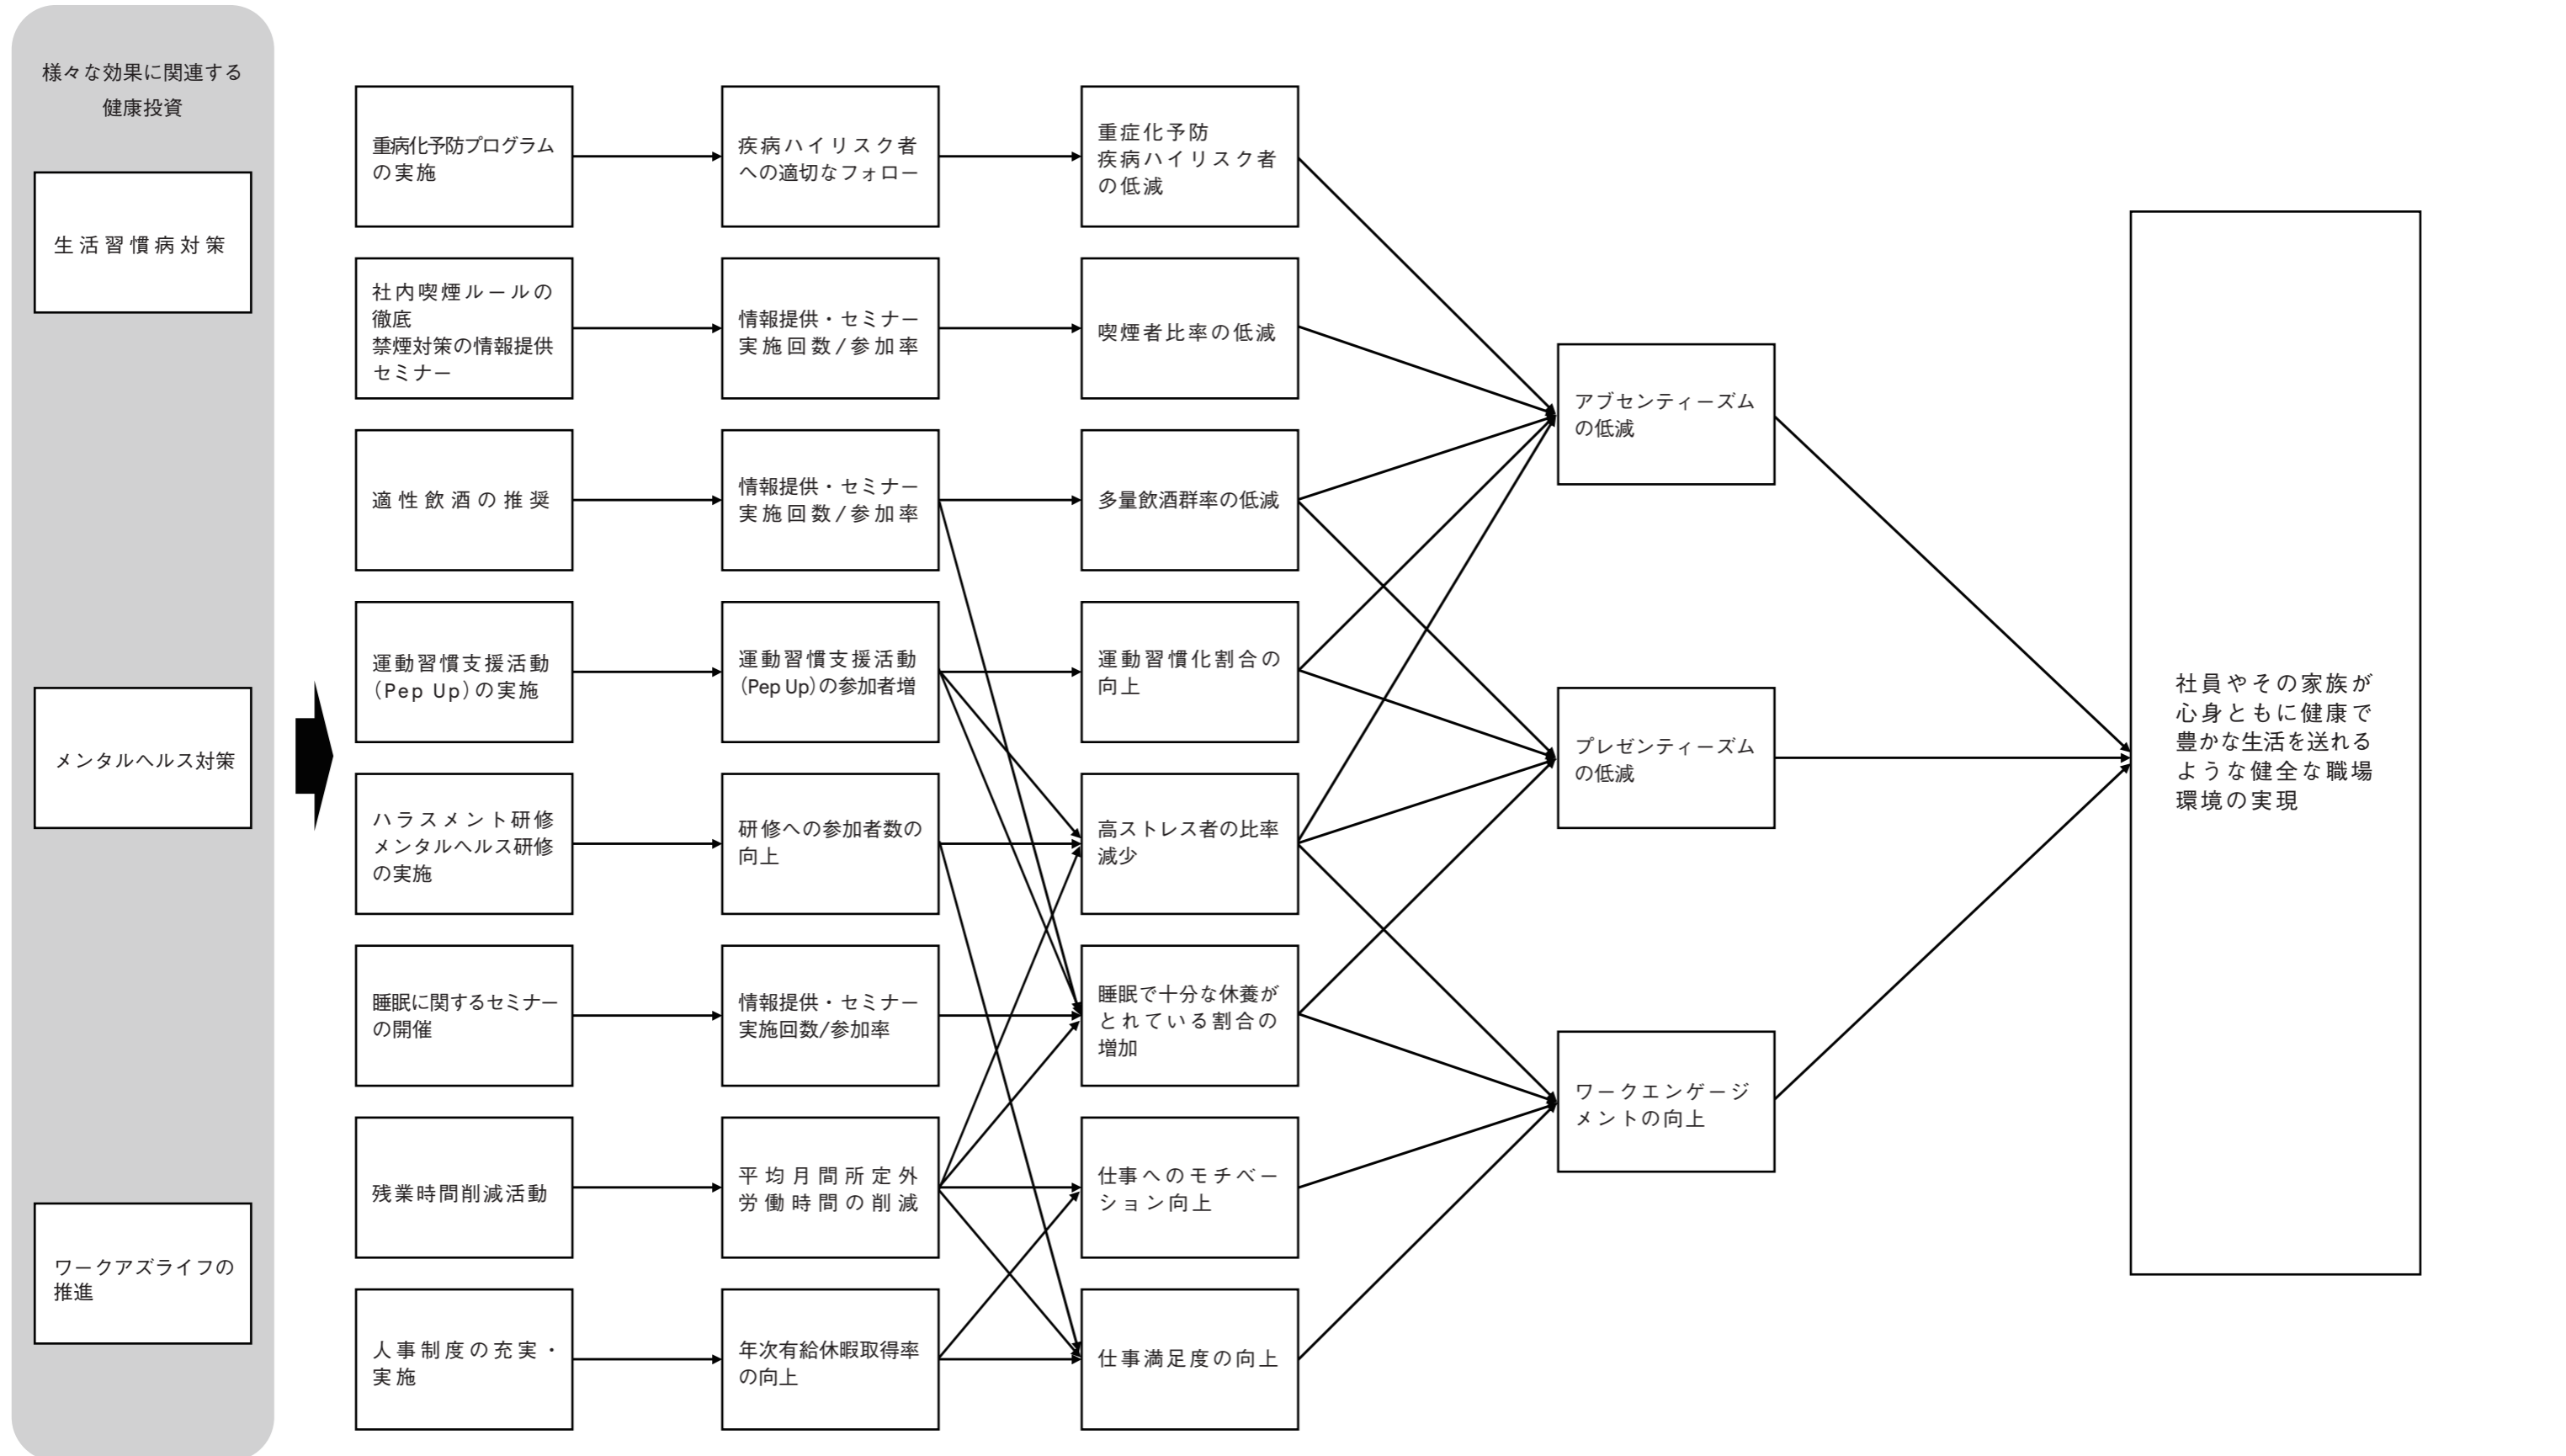 様々な効果に関連する
健康投資
生活習慣病対策
メンタルヘルス対策
ワークアズライフの
推進
重病化予防プログラム
の実施
社内喫煙ルールの
徹底
禁煙対策の情報提供
セミナー
適性飲酒の推奨
運動習慣支援活動
(Pep Up)の実施
ハラスメント研修
メンタルヘルス研修
の実施
睡眠に関するセミナー
の開催
残業時間削減活動
人事制度の充実・
実施
疾病ハイリスク者
への適切なフォロー
情報提供・セミナー
実施回数/参加率
情報提供・セミナー
実施回数/参加率
運動習慣支援活動
(Pep Up)の参加者増
研修への参加者数の
向上
情報提供・セミナー
実施回数/参加率
平均月間所定外
労働時間の削減
年次有給休暇取得率
の向上
重症化予防
疾病ハイリスク者
の低減
喫煙者比率の低減
多量飲酒群率の低減
運動習慣化割合の
向上
高ストレス者の比率
減少
睡眠で十分な休養が
とれている割合の
増加
仕事へのモチベー
ション向上
仕事満足度の向上
アブセンティーズム
の低減
プレゼンティーズム
の低減
ワークエンゲージ
メントの向上
社員やその家族が
心身ともに健康で
豊かな生活を送れる
ような健全な職場
環境の実現